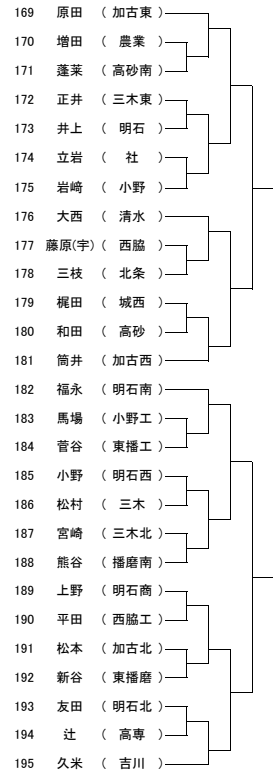 169 原田 （ 加古東 ）
170 増田 （ 農業 ）
171 蓬莱 （ 高砂南 ）
172 正井 （ 三木東 ）
173 井上 （ 明石 ）
174 立岩 （ 社 ）
175 岩﨑 （ 小野 ）
176 大西 （ 清水 ）
177 藤原(宇) （ 西脇 ）
178 三枝 （ 北条 ）
179 梶田 （ 城西 ）
180 和田 （ 高砂 ）
181 筒井 （ 加古西 ）
182 福永 （ 明石南 ）
183 馬場 （ 小野工 ）
184 菅谷 （ 東播工 ）
185 小野 （ 明石西 ）
186 松村 （ 三木 ）
187 宮崎 （ 三木北 ）
188 熊谷 （ 播磨南 ）
189 上野 （ 明石商 ）
190 平田 （ 西脇工 ）
191 松本 （ 加古北 ）
192 新谷 （ 東播磨 ）
193 友田 （ 明石北 ）
194 辻 （ 高専 ）
195 久米 （ 吉川 ）